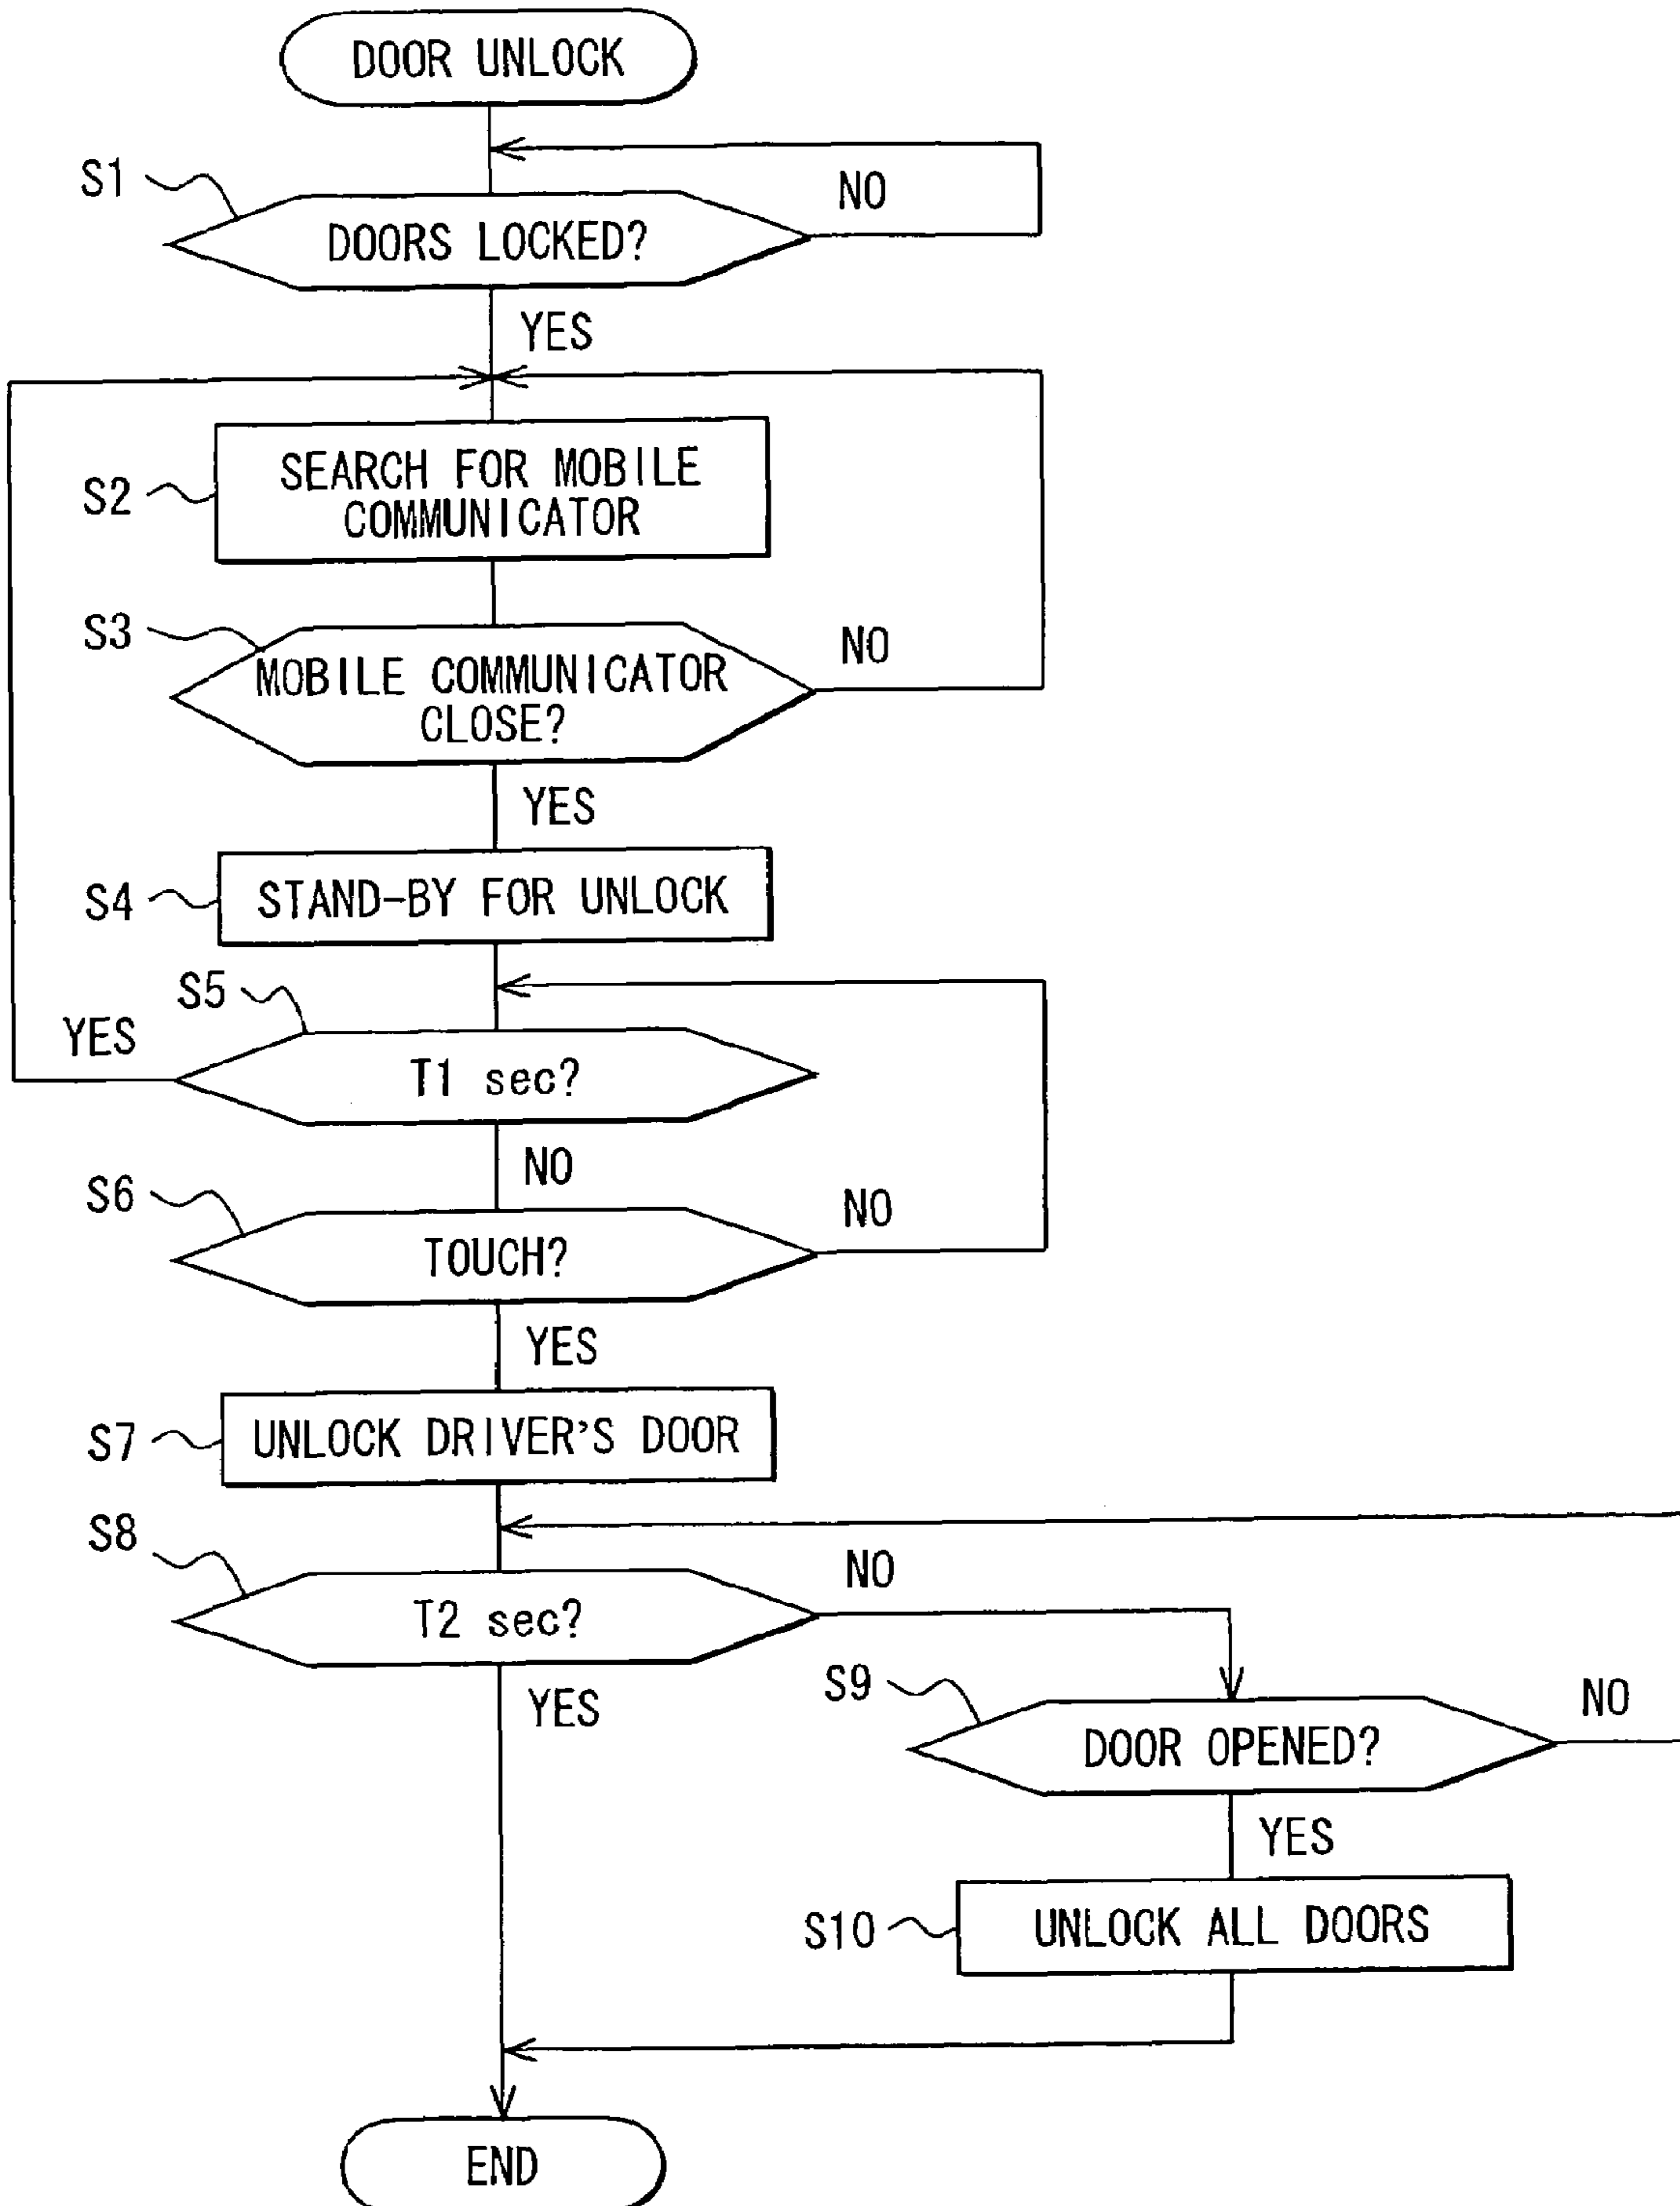 DOOR UNLOCK
S1
DOORS LOCKED?
NO
YES
S2
SEARCH FOR MOBILE
COMMUNICATOR
S3
MOBILE COMMUNICATOR
CLOSE?
NO
YES
S4
STAND-BY FOR UNLOCK
S5
YES
T1 sec?
NO
S6
TOUCH?
NO
YES
S7
UNLOCK DRIVER'S DOOR
S8
T2 sec?
NO
YES
S9
DOOR OPENED?
NO
YES
S10
UNLOCK ALL DOORS
END